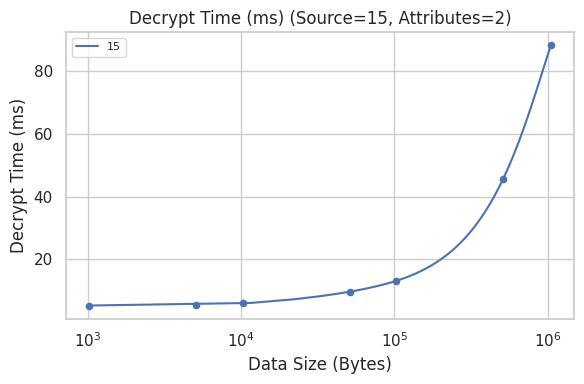 Decrypt Time (ms) (Source=15, Attributes=2)
15
80
60
40
20
Decrypt Time (ms)
10³ 10⁴ 10⁵ 10⁶
Data Size (Bytes)